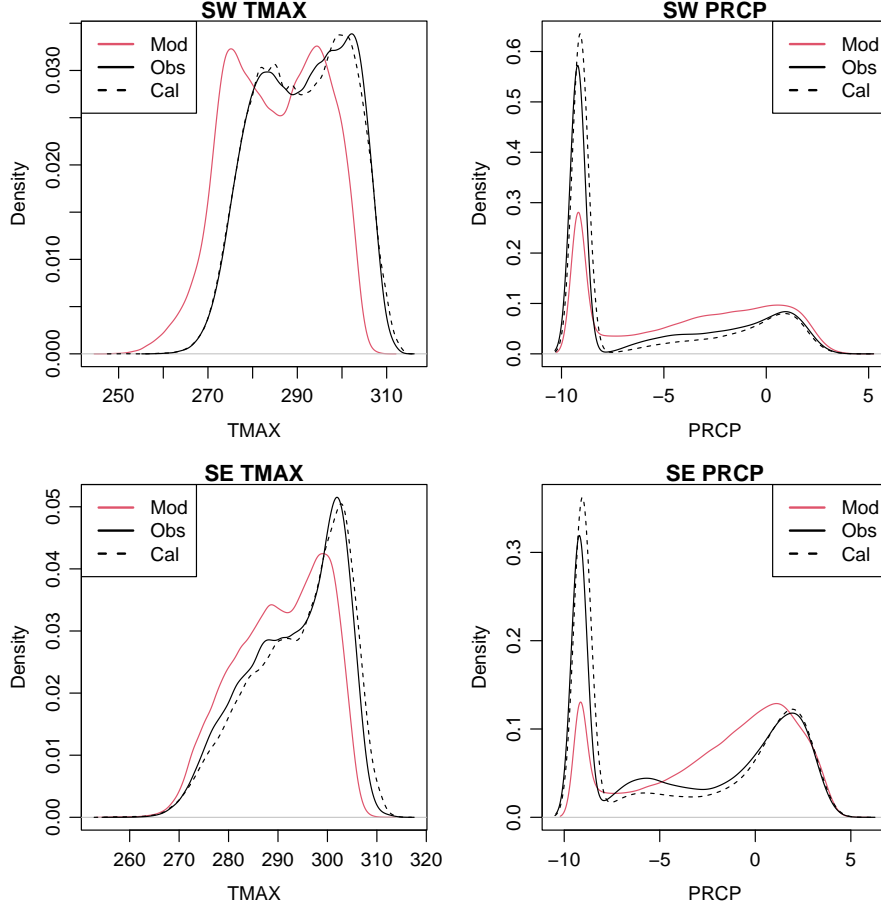 SW TMAX
Mod
Obs
Cal
Density
0.000
0.010
0.020
0.030
250
270
290
310
TMAX
SW PRCP
Mod
Obs
Cal
Density
0.0
0.1
0.2
0.3
0.4
0.5
0.6
−10
−5
0
5
PRCP
SE TMAX
Mod
Obs
Cal
Density
0.00
0.01
0.02
0.03
0.04
0.05
260
270
280
290
300
310
320
TMAX
SE PRCP
Mod
Obs
Cal
Density
0.0
0.1
0.2
0.3
−10
−5
0
5
PRCP